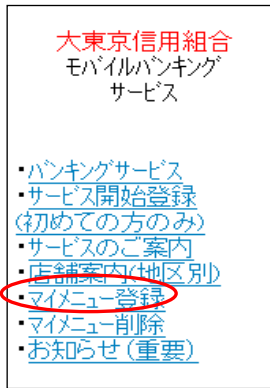 大東京信用組合
モバイルバンキング
サービス
・バンキングサービス
・サービス開始登録
(初めての方のみ)
・サービスのご案内
・店舗案内(地区別)
・マイメニュー登録
・マイメニュー削除
・お知らせ(重要)